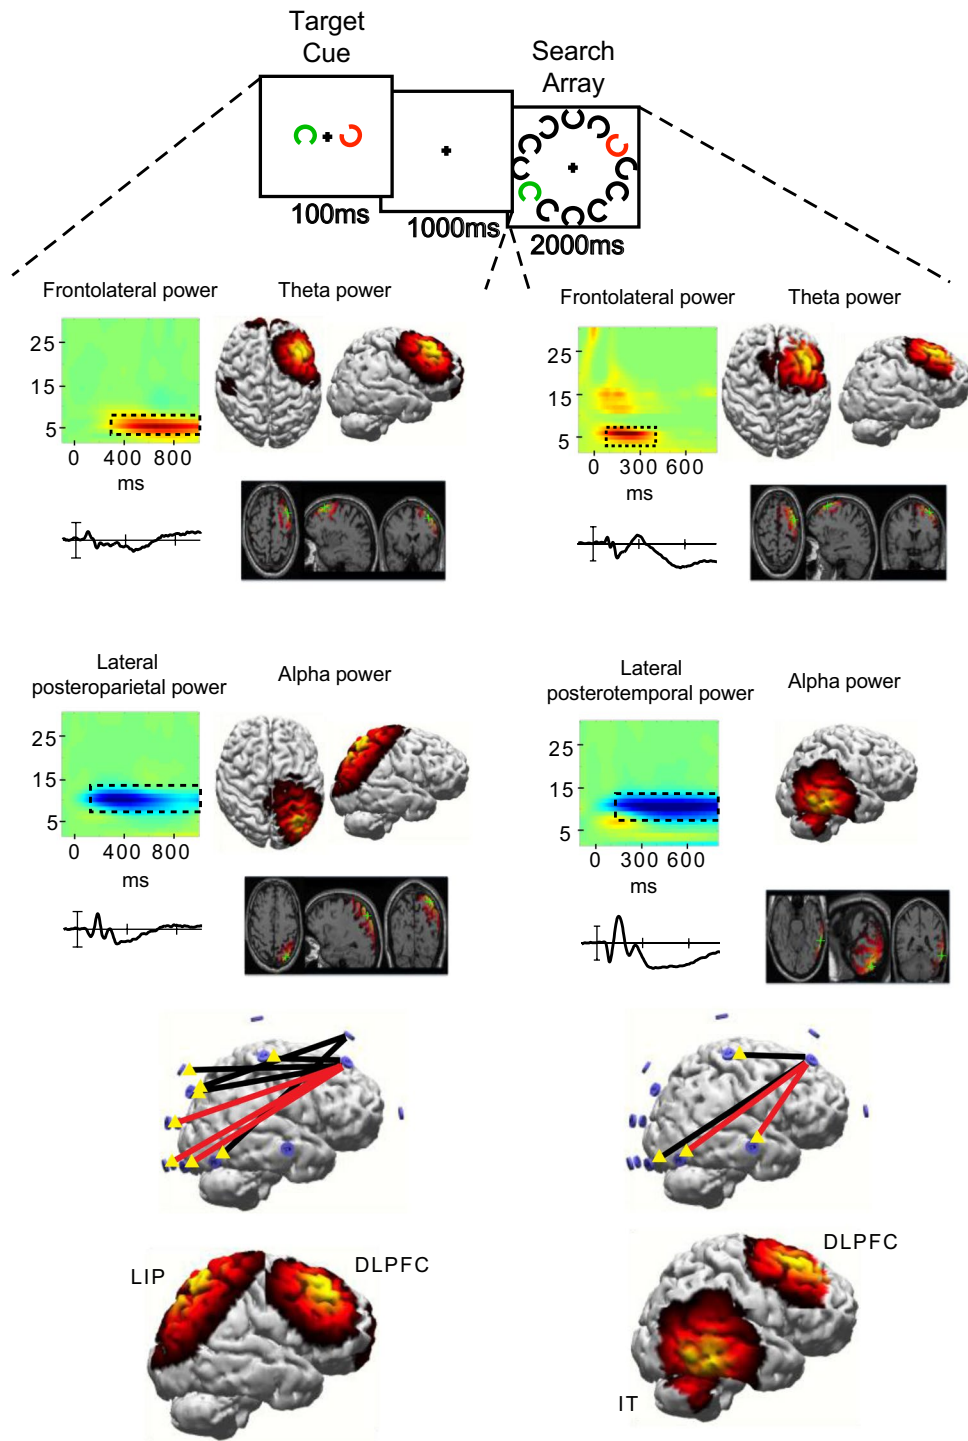 Target
Cue
Search
Array
100ms
1000ms
2000ms
Frontolateral power
Theta power
25
15
5
0 400 800
ms
Frontolateral power
Theta power
25
15
5
0 300 600
ms
Lateral
posteroparietal power
Alpha power
25
15
5
0 400 800
ms
Lateral
posterotemporal power
Alpha power
25
15
5
0 300 600
ms
LIP
DLPFC
DLPFC
IT